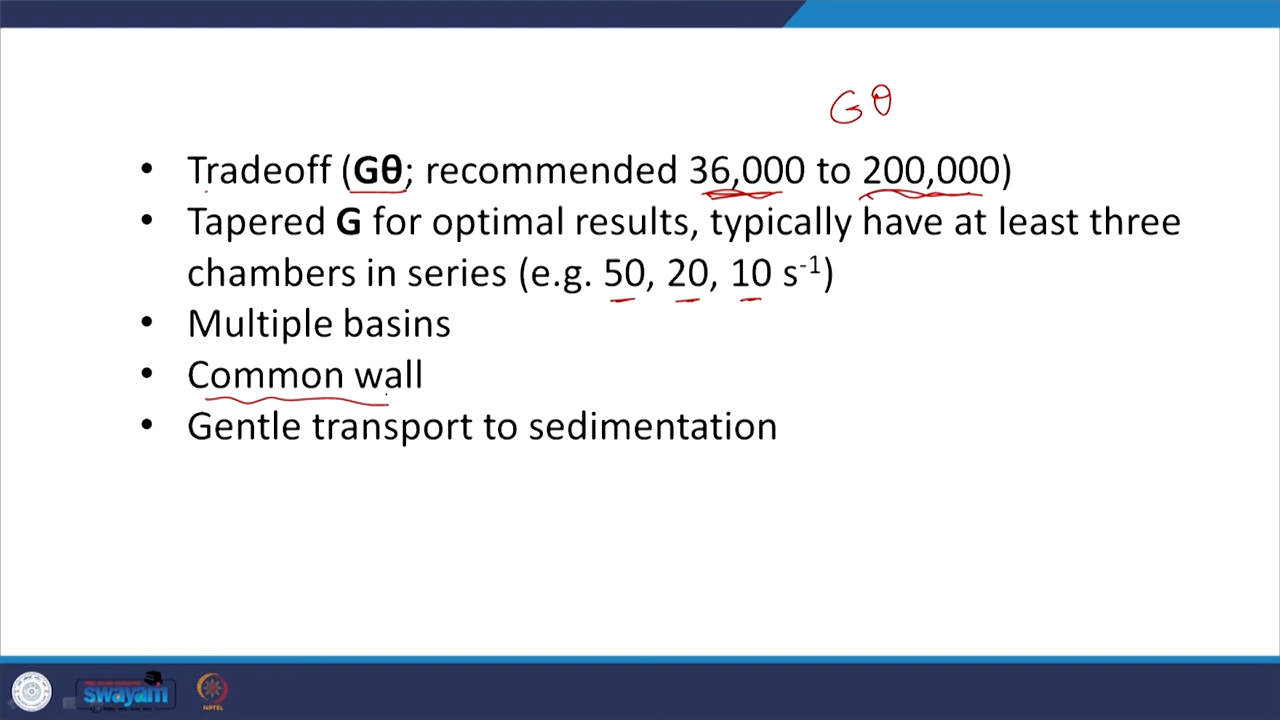 Gθ
• Tradeoff (Gθ; recommended 36,000 to 200,000)
• Tapered G for optimal results, typically have at least three
chambers in series (e.g. 50, 20, 10 s-1)
• Multiple basins
• Common wall
• Gentle transport to sedimentation
swayam
NPTEL